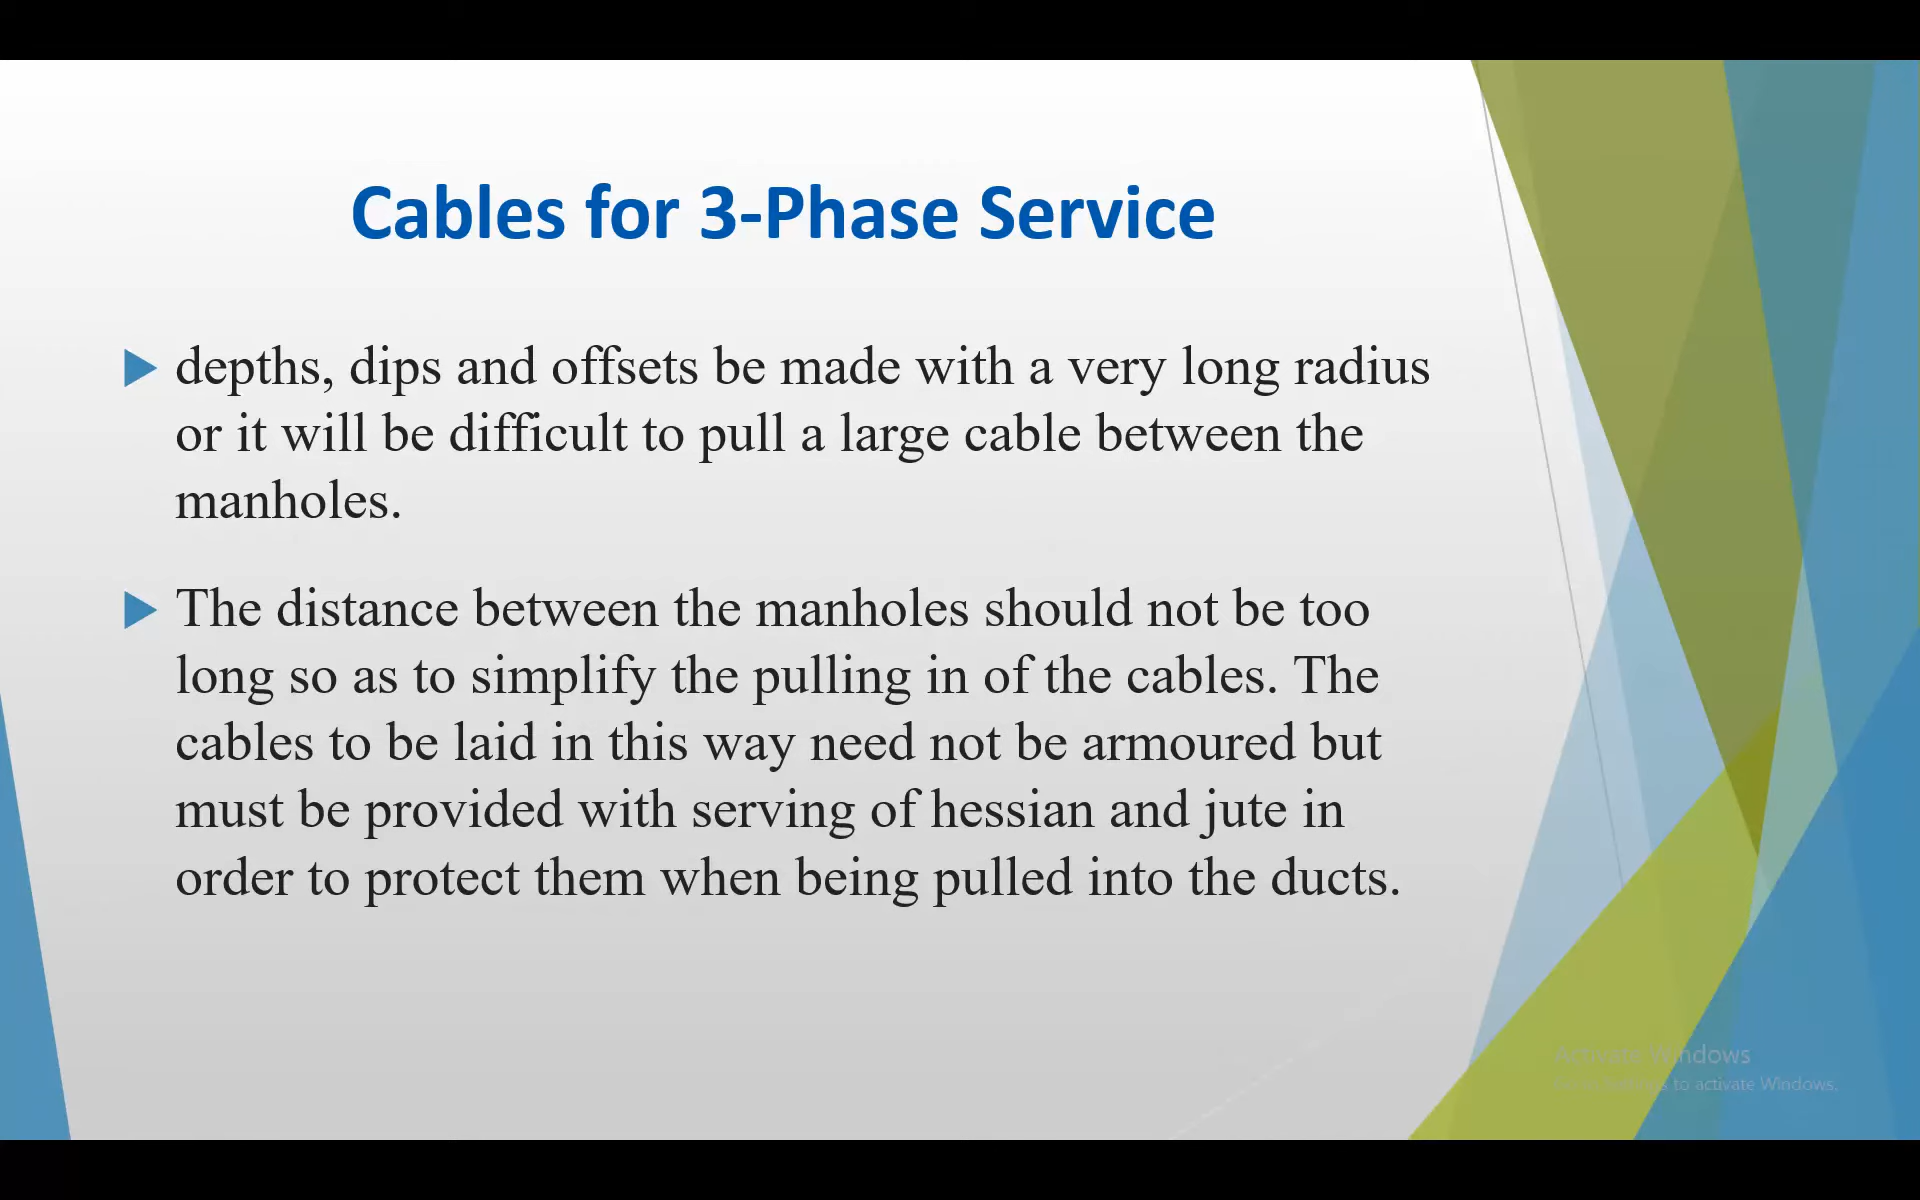 Cables for 3-Phase Service
depths, dips and offsets be made with a very long radius
or it will be difficult to pull a large cable between the
manholes.
The distance between the manholes should not be too
long so as to simplify the pulling in of the cables. The
cables to be laid in this way need not be armoured but
must be provided with serving of hessian and jute in
order to protect them when being pulled into the ducts.
Activate Windows
to activate Windows.